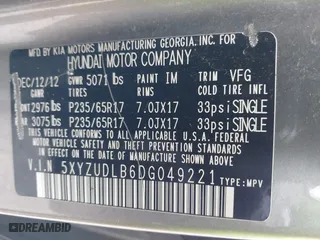 MFD BY KIA MOTORS MANUFACTURING GEORGIA, INC FOR
HYUNDAI MOTOR COMPANY
DEC/12/12 GVWR 5071 lbs PAINT IM TRIM VFG
GAWR TIRES RIMS COLD TIRE INFL
2976 lbs P235/65R17 7.0JX17 33psi SINGLE
3075 lbs P235/65R17 7.0JX17 33psi SINGLE
THIS VEHICLE CONFORMS TO ALL APPLICABLE U.S. FEDERAL
MOTOR VEHICLE SAFETY AND THEFT PREVENTION STANDARDS
IN EFFECT ON THE DATE OF MANUFACTURE SHOWN ABOVE.
V.I.N 5XYZUDLB6DG049221 TYPE:MPV
AutoBidMaster